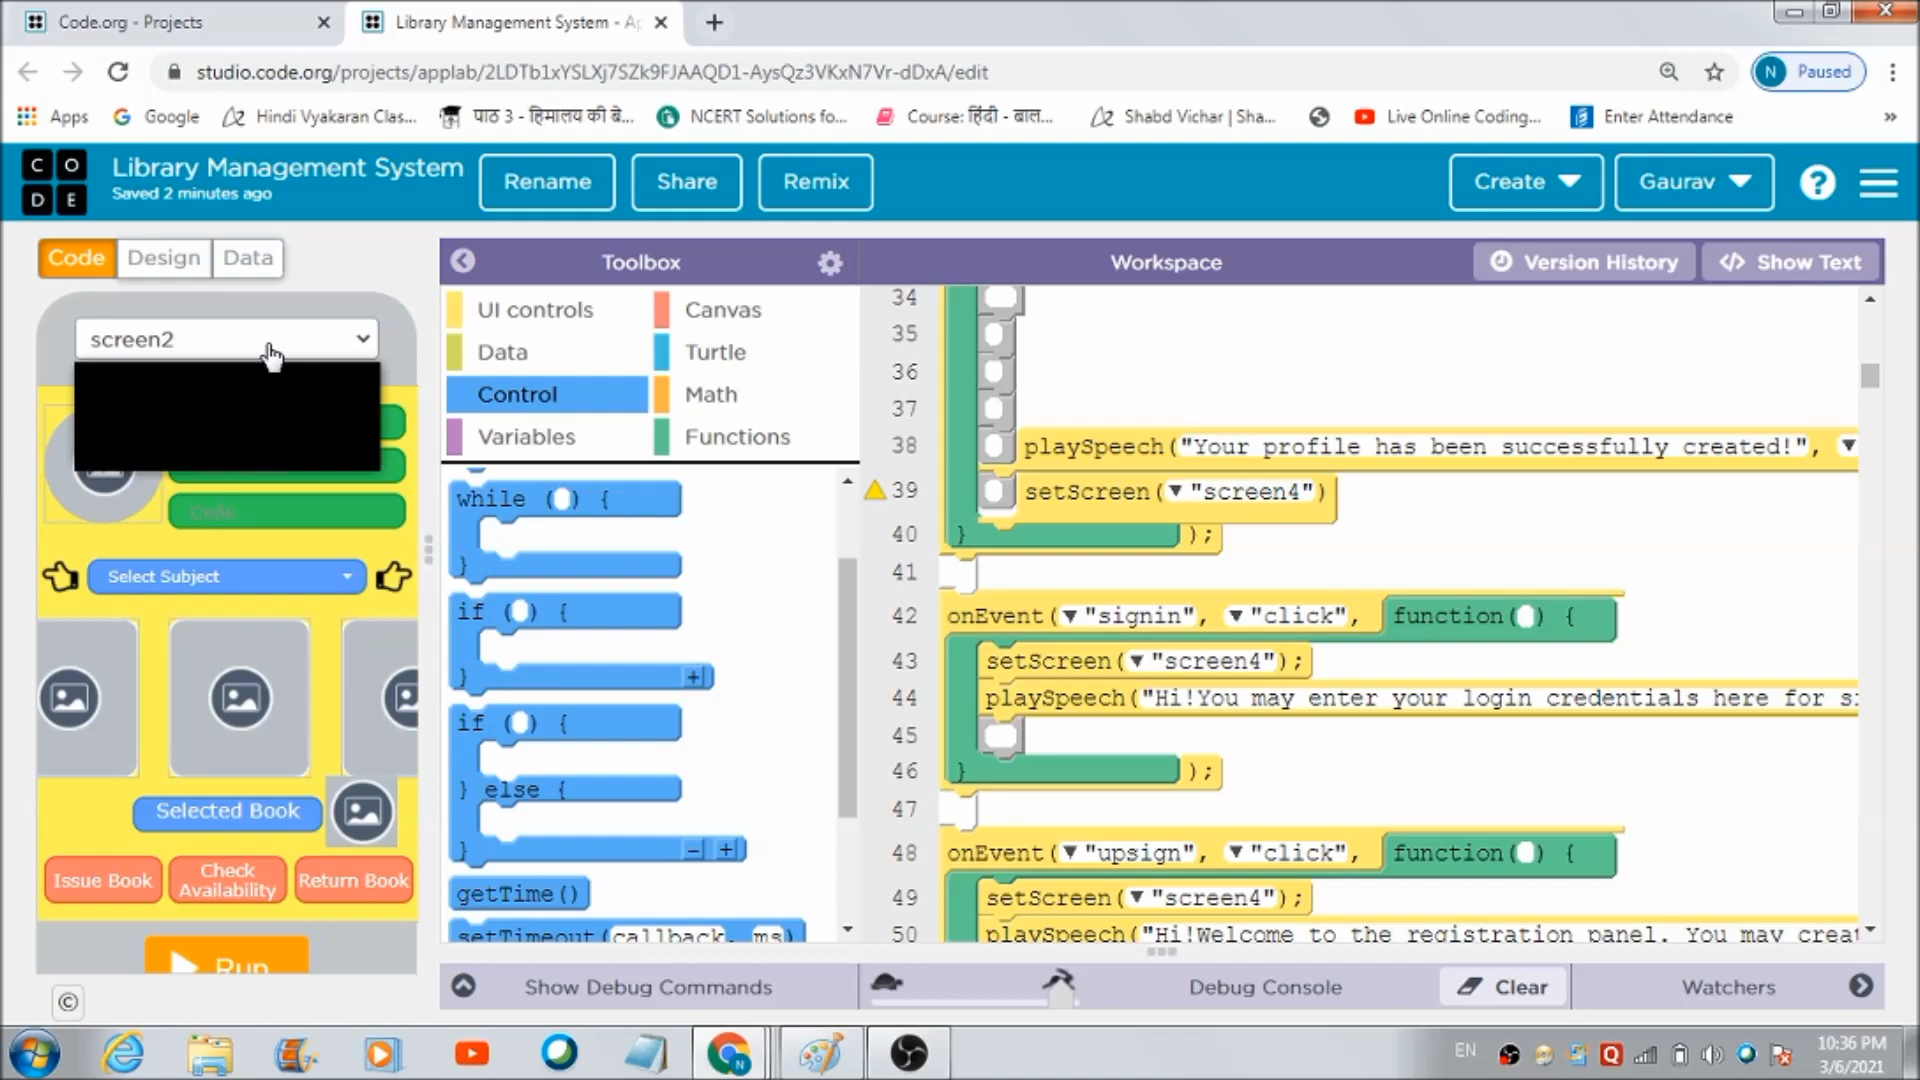 Code.org - Projects
Library Management System - Ap
studio.code.org/projects/applab/2LDTb1xYSLXj7SZk9FJAAQD1-AysQz3VKxN7Vr-dDxA/edit
N Paused
Apps
Google
Hindi Vyakaran Clas...
पाठ 3 - हिमालय की बे...
NCERT Solutions fo...
Course: हिंदी - बाल...
Shabd Vichar | Sha...
Live Online Coding...
Enter Attendance
»
CODE
Library Management System
Saved 2 minutes ago
Rename
Share
Remix
Create
Gaurav
?
Code
Design
Data
Toolbox
Workspace
Version History
Show Text
screen2
Code
Select Subject
Selected Book
Issue Book
Check
Availability
Return Book
Run
©
UI controls
Canvas
Data
Turtle
Control
Math
Variables
Functions
while () {
}
if () {
} +
if () {
} else {
} - +
getTime()
setTimeout(callback, ms)
34
35
36
37
38 playSpeech("Your profile has been successfully created!",
39 setScreen("screen4")
40 } );
41
42 onEvent("signin", "click", function() {
43 setScreen("screen4");
44 playSpeech("Hi!You may enter your login credentials here for s
45
46 } );
47
48 onEvent("upsign", "click", function() {
49 setScreen("screen4");
50 playSpeech("Hi!Welcome to the registration panel. You may crea
Show Debug Commands
Debug Console
Clear
Watchers
N
EN
10:36 PM
3/6/2021